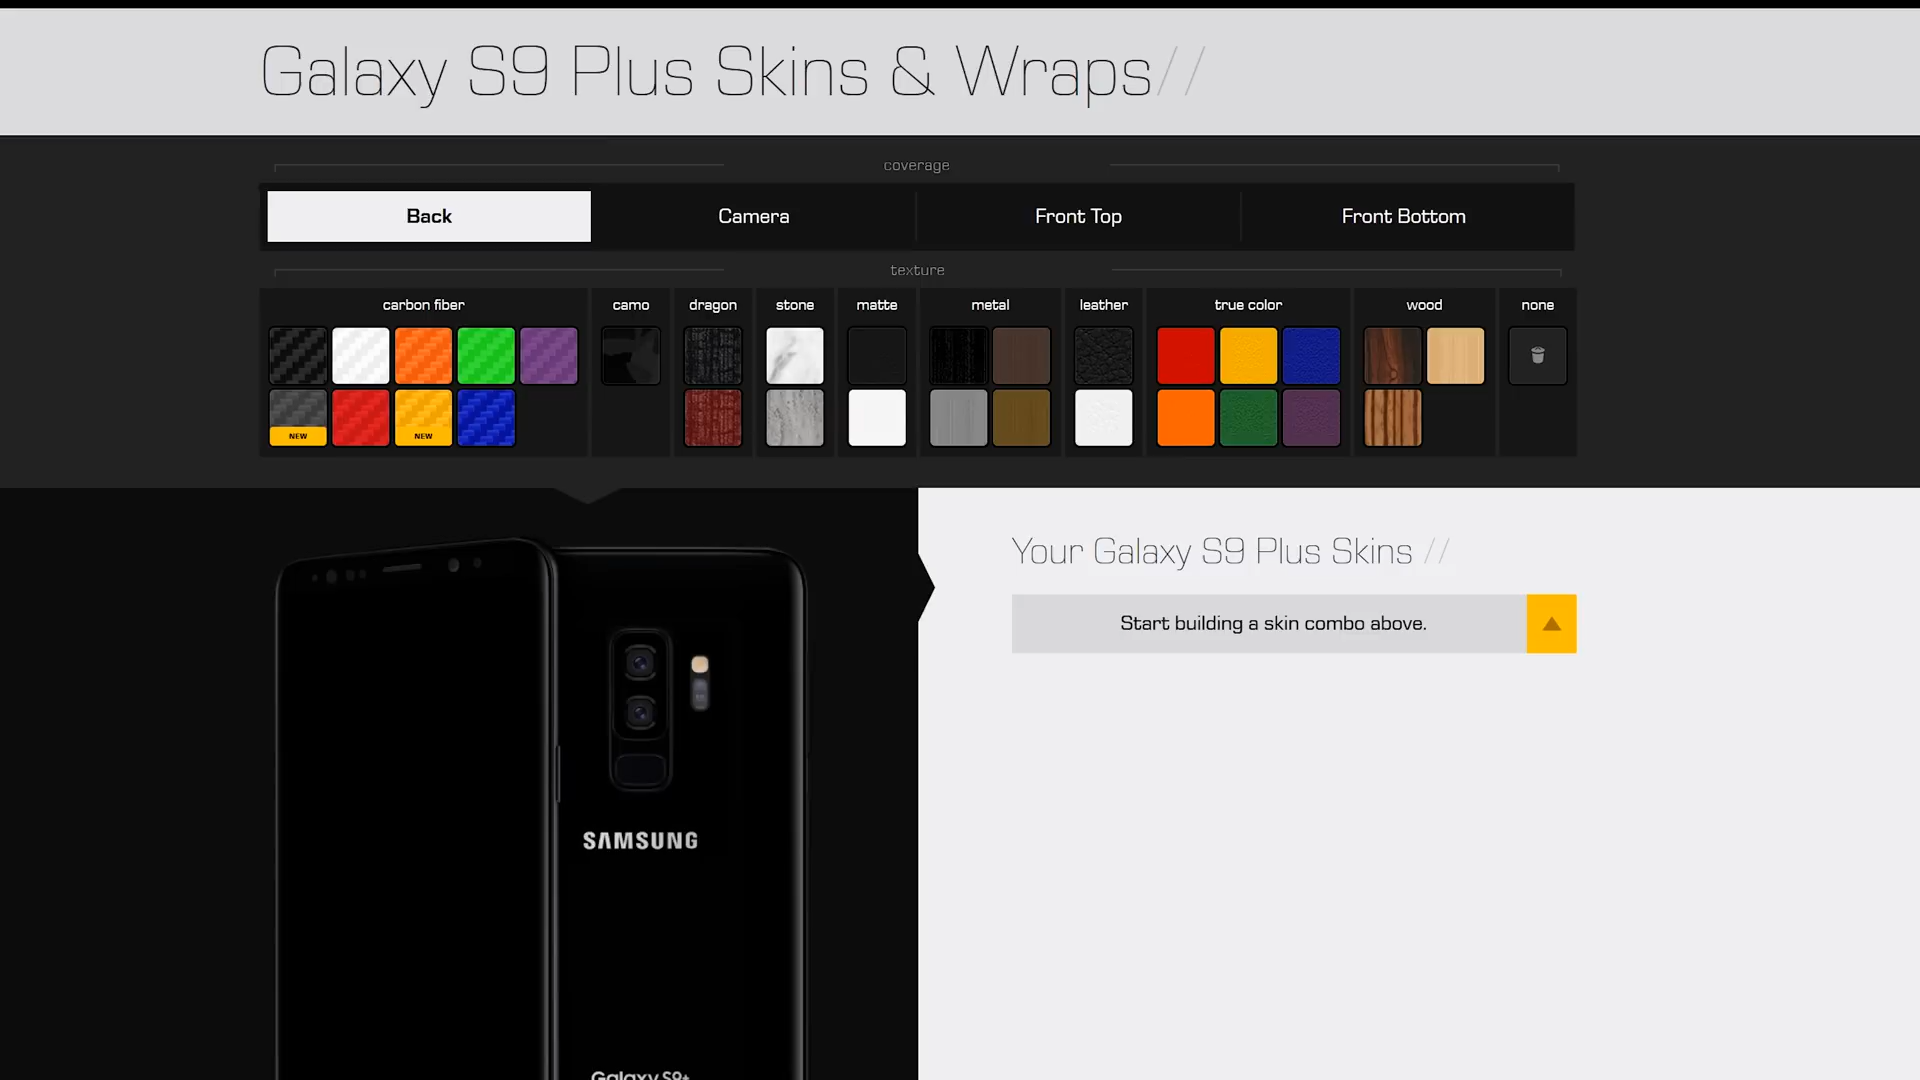 Galaxy S9 Plus Skins & Wraps//
coverage
Back
Camera
Front Top
Front Bottom
texture
carbon fiber
camo
dragon
stone
matte
metal
leather
true color
wood
none
NEW
NEW
Your Galaxy S9 Plus Skins //
Start building a skin combo above.
SAMSUNG
Galaxy S9+